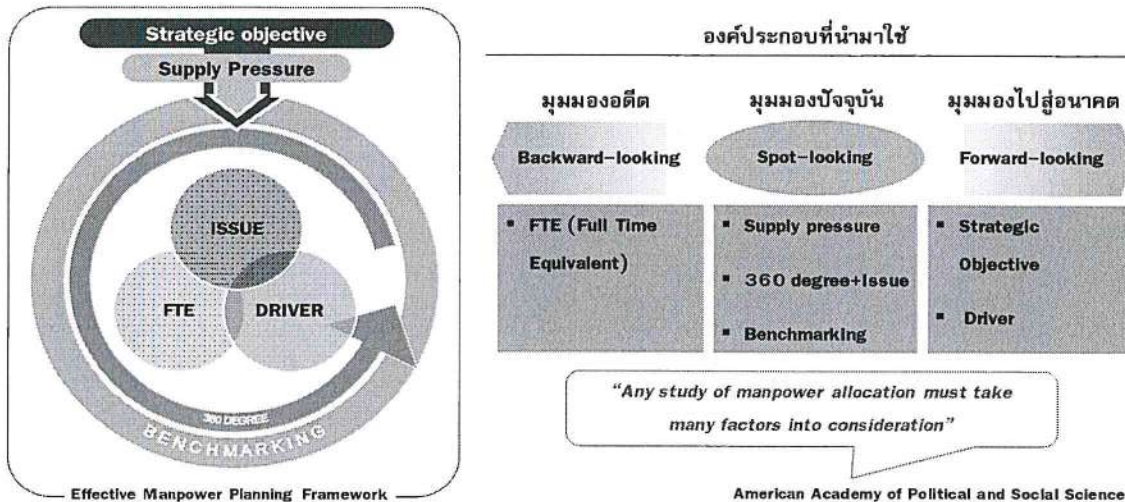 Strategic objective
Supply Pressure
ISSUE
FTE
DRIVER
360 DEGREE
BENCHMARKING
Effective Manpower Planning Framework
องค์ประกอบที่นำมาใช้
มุมมองอดีต
มุมมองปัจจุบัน
มุมมองไปสู่อนาคต
Backward-looking
Spot-looking
Forward-looking
▪ FTE (Full Time
Equivalent)
▪ Supply pressure
▪ 360 degree+Issue
▪ Benchmarking
▪ Strategic
Objective
▪ Driver
“Any study of manpower allocation must take
many factors into consideration”
American Academy of Political and Social Science